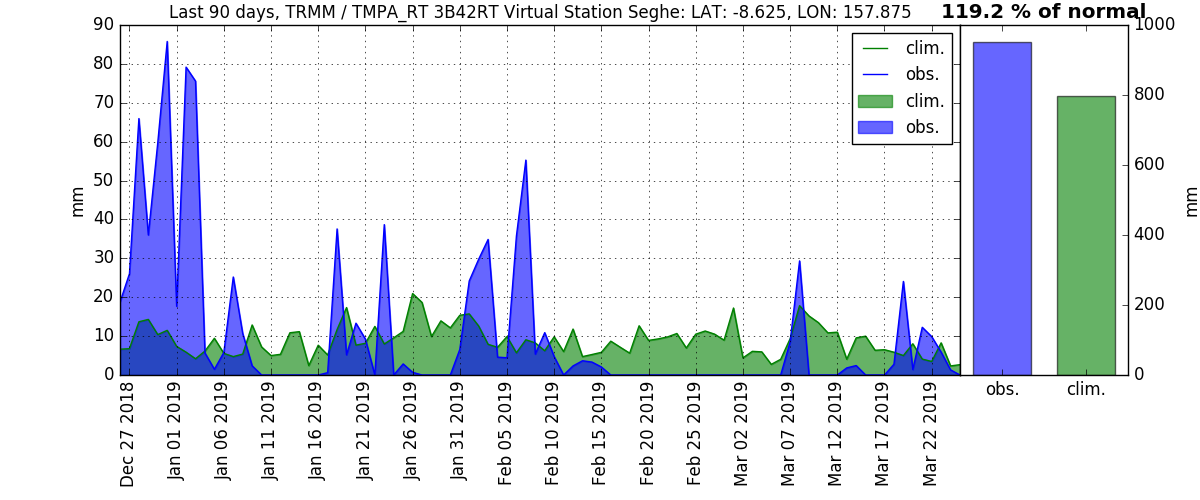 Last 90 days, TRMM / TMPA_RT 3B42RT Virtual Station Seghe: LAT: -8.625, LON: 157.875
119.2 % of normal
90
80
70
60
50
40
30
20
10
0
mm
clim.
obs.
clim.
obs.
Dec 27 2018
Jan 01 2019
Jan 06 2019
Jan 11 2019
Jan 16 2019
Jan 21 2019
Jan 26 2019
Jan 31 2019
Feb 05 2019
Feb 10 2019
Feb 15 2019
Feb 20 2019
Feb 25 2019
Mar 02 2019
Mar 07 2019
Mar 12 2019
Mar 17 2019
Mar 22 2019
1000
800
600
400
200
0
mm
obs.
clim.